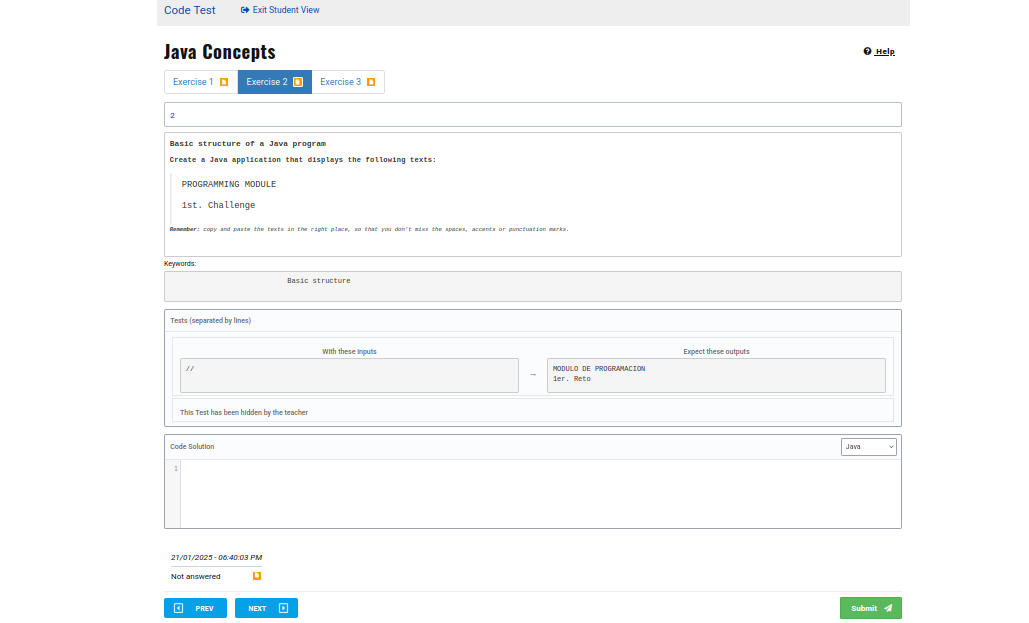 Code Test Exit Student View
Java Concepts
Help
Exercise 1 Exercise 2 Exercise 3
2
Basic structure of a Java program
Create a Java application that displays the following texts:
PROGRAMMING MODULE
1st. Challenge
Remember: copy and paste the texts in the right place, so that you don't miss the spaces, accents or punctuation marks.
Keywords:
Basic structure
Tests (separated by lines)
With these inputs
//
→
Expect these outputs
MODULO DE PROGRAMACION
1er. Reto
This Test has been hidden by the teacher
Code Solution Java
1
21/01/2025 - 06:40:03 PM
Not answered
PREV NEXT Submit